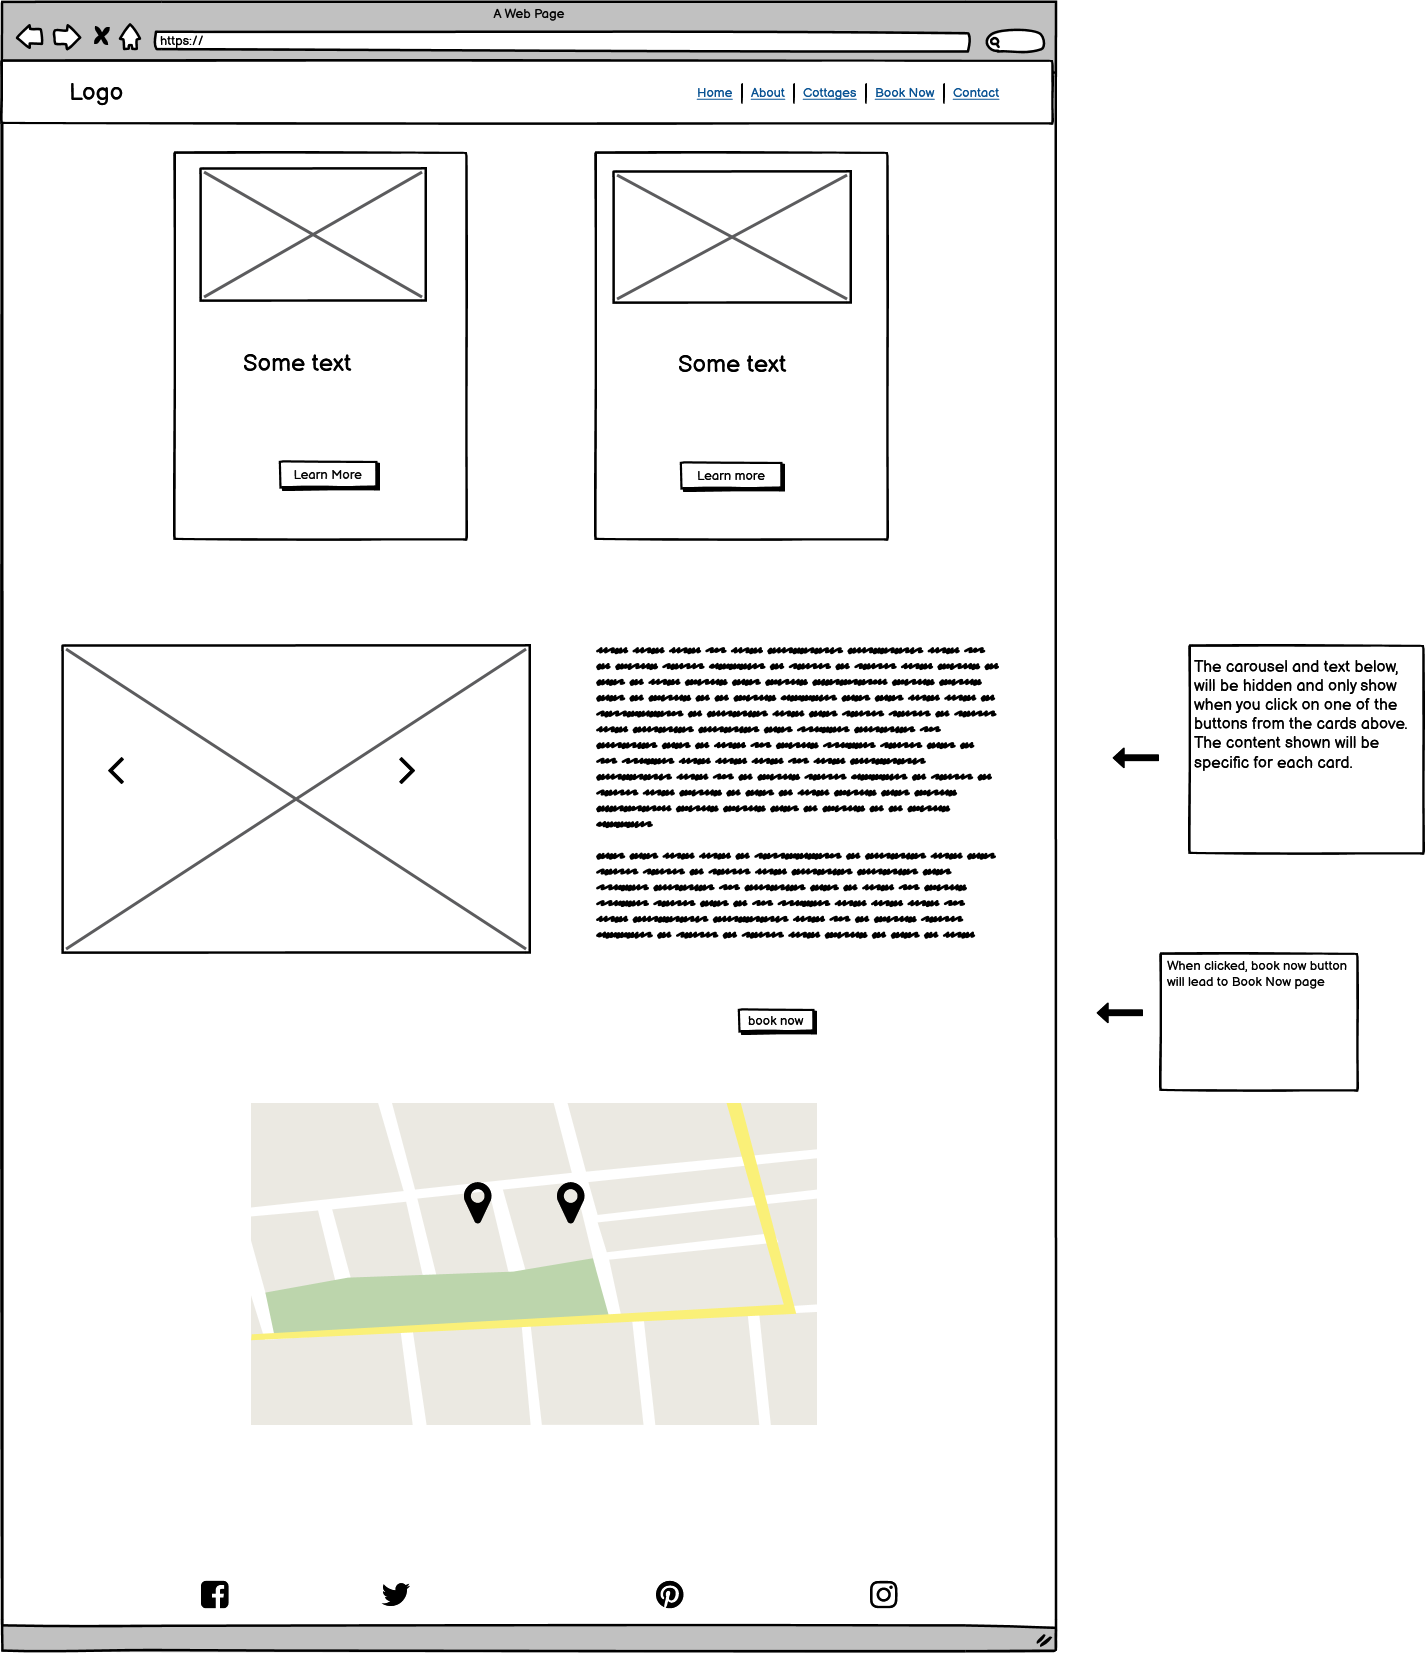 A Web Page
https://
Logo
Home About Cottages Book Now Contact
Some text
Some text
Learn More
Learn more
The carousel and text below,
will be hidden and only show
when you click on one of the
buttons from the cards above.
The content shown will be
specific for each card.
When clicked, book now button
will lead to Book Now page
book now